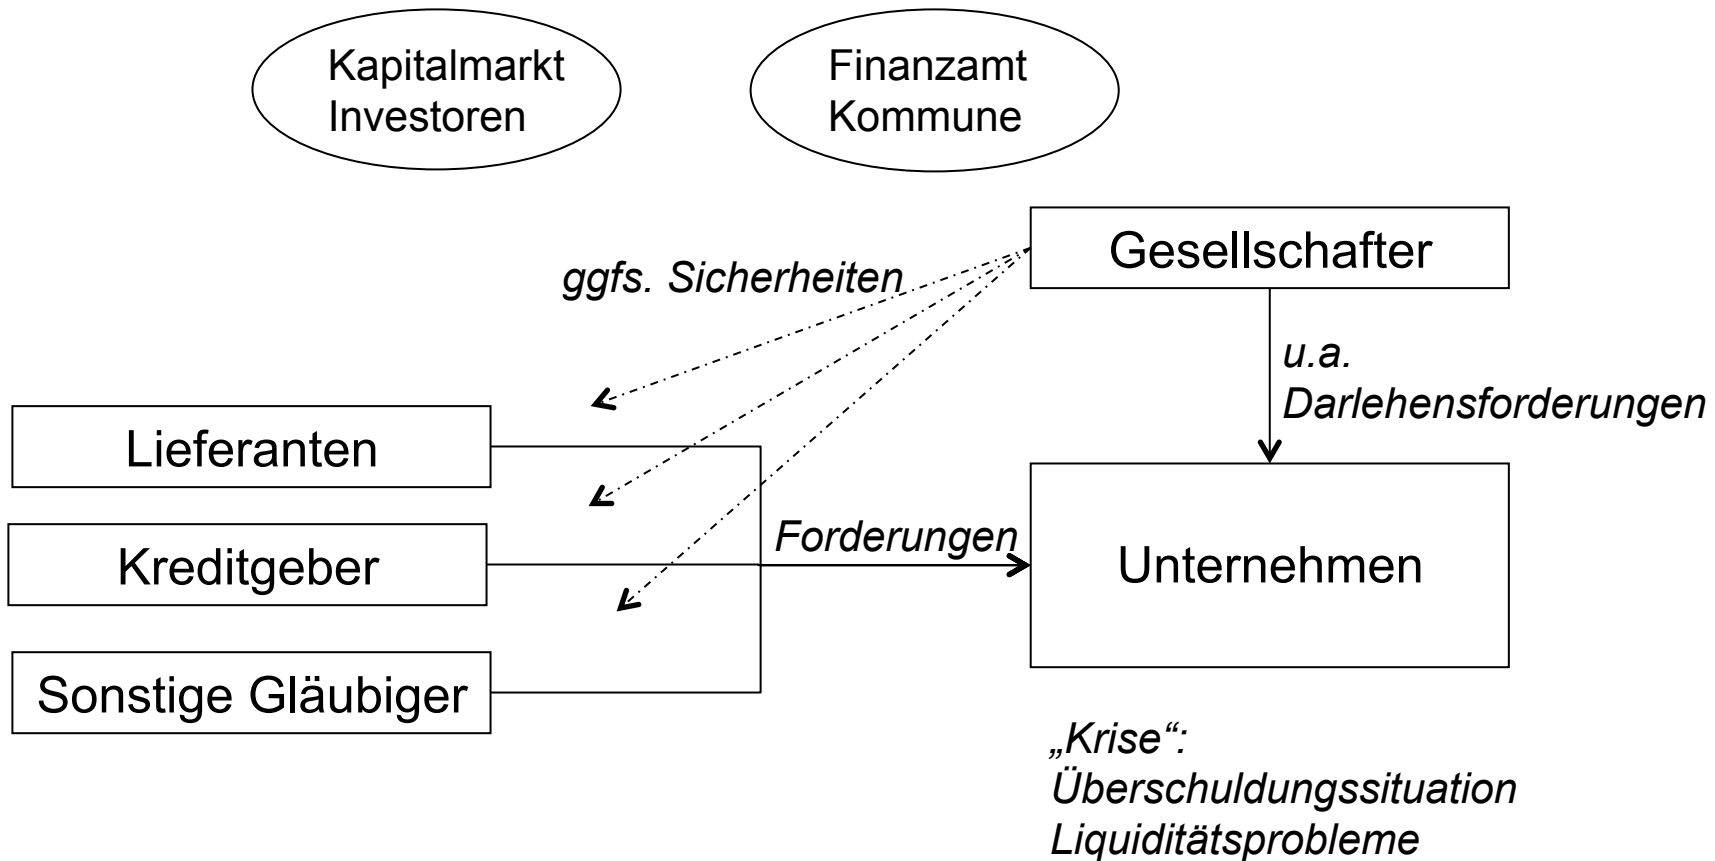 Kapitalmarkt
Investoren
Finanzamt
Kommune
Gesellschafter
ggfs. Sicherheiten
u.a.
Darlehensforderungen
Lieferanten
Kreditgeber
Forderungen
Unternehmen
Sonstige Gläubiger
„Krise“:
Überschuldungssituation
Liquiditätsprobleme